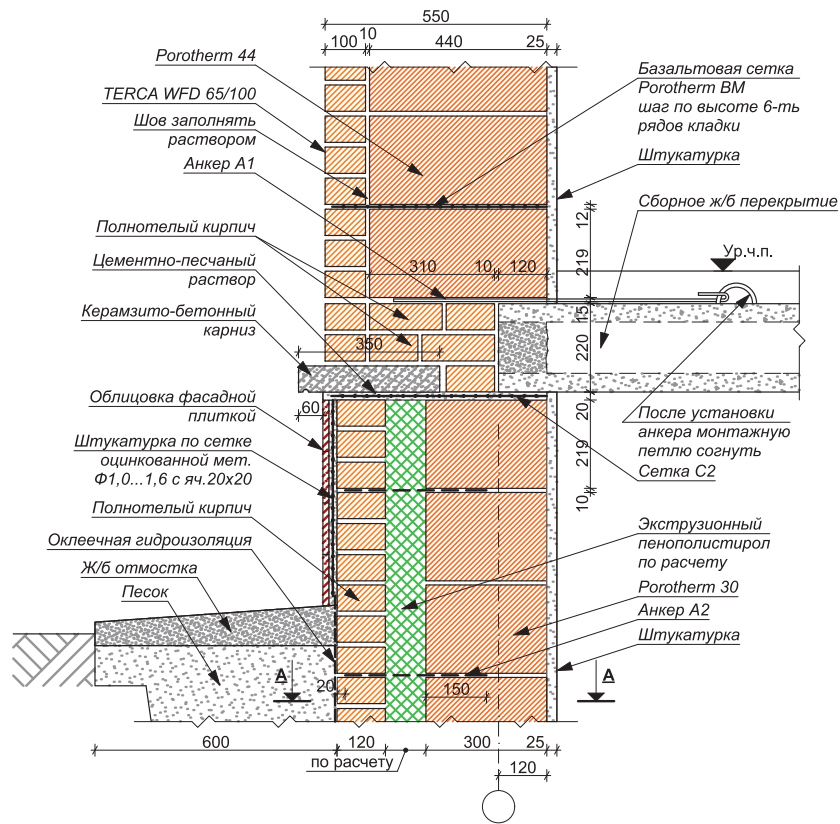 550
10
100
440
25
Porotherm 44
TERCA WFD 65/100
Шов заполнять
раствором
Анкер А1
Полнотелый кирпич
Цементно-песчаный
раствор
Керамзито-бетонный
карниз
Облицовка фасадной
плиткой
Штукатурка по сетке
оцинкованной мет.
Ф1,0...1,6 с яч.20x20
Полнотелый кирпич
Оклеечная гидроизоляция
Ж/б отмостка
Песок
Базальтовая сетка
Porotherm BM
шаг по высоте 6-ть
рядов кладки
Штукатурка
Сборное ж/б перекрытие
Ур.ч.п.
12
219
15
220
20
219
10
310
10
120
350
60
После установки
анкера монтажную
петлю согнуть
Сетка С2
Экструзионный
пенополистирол
по расчету
Porotherm 30
Анкер А2
Штукатурка
А
А
20
150
600
120
300
25
по расчету
120